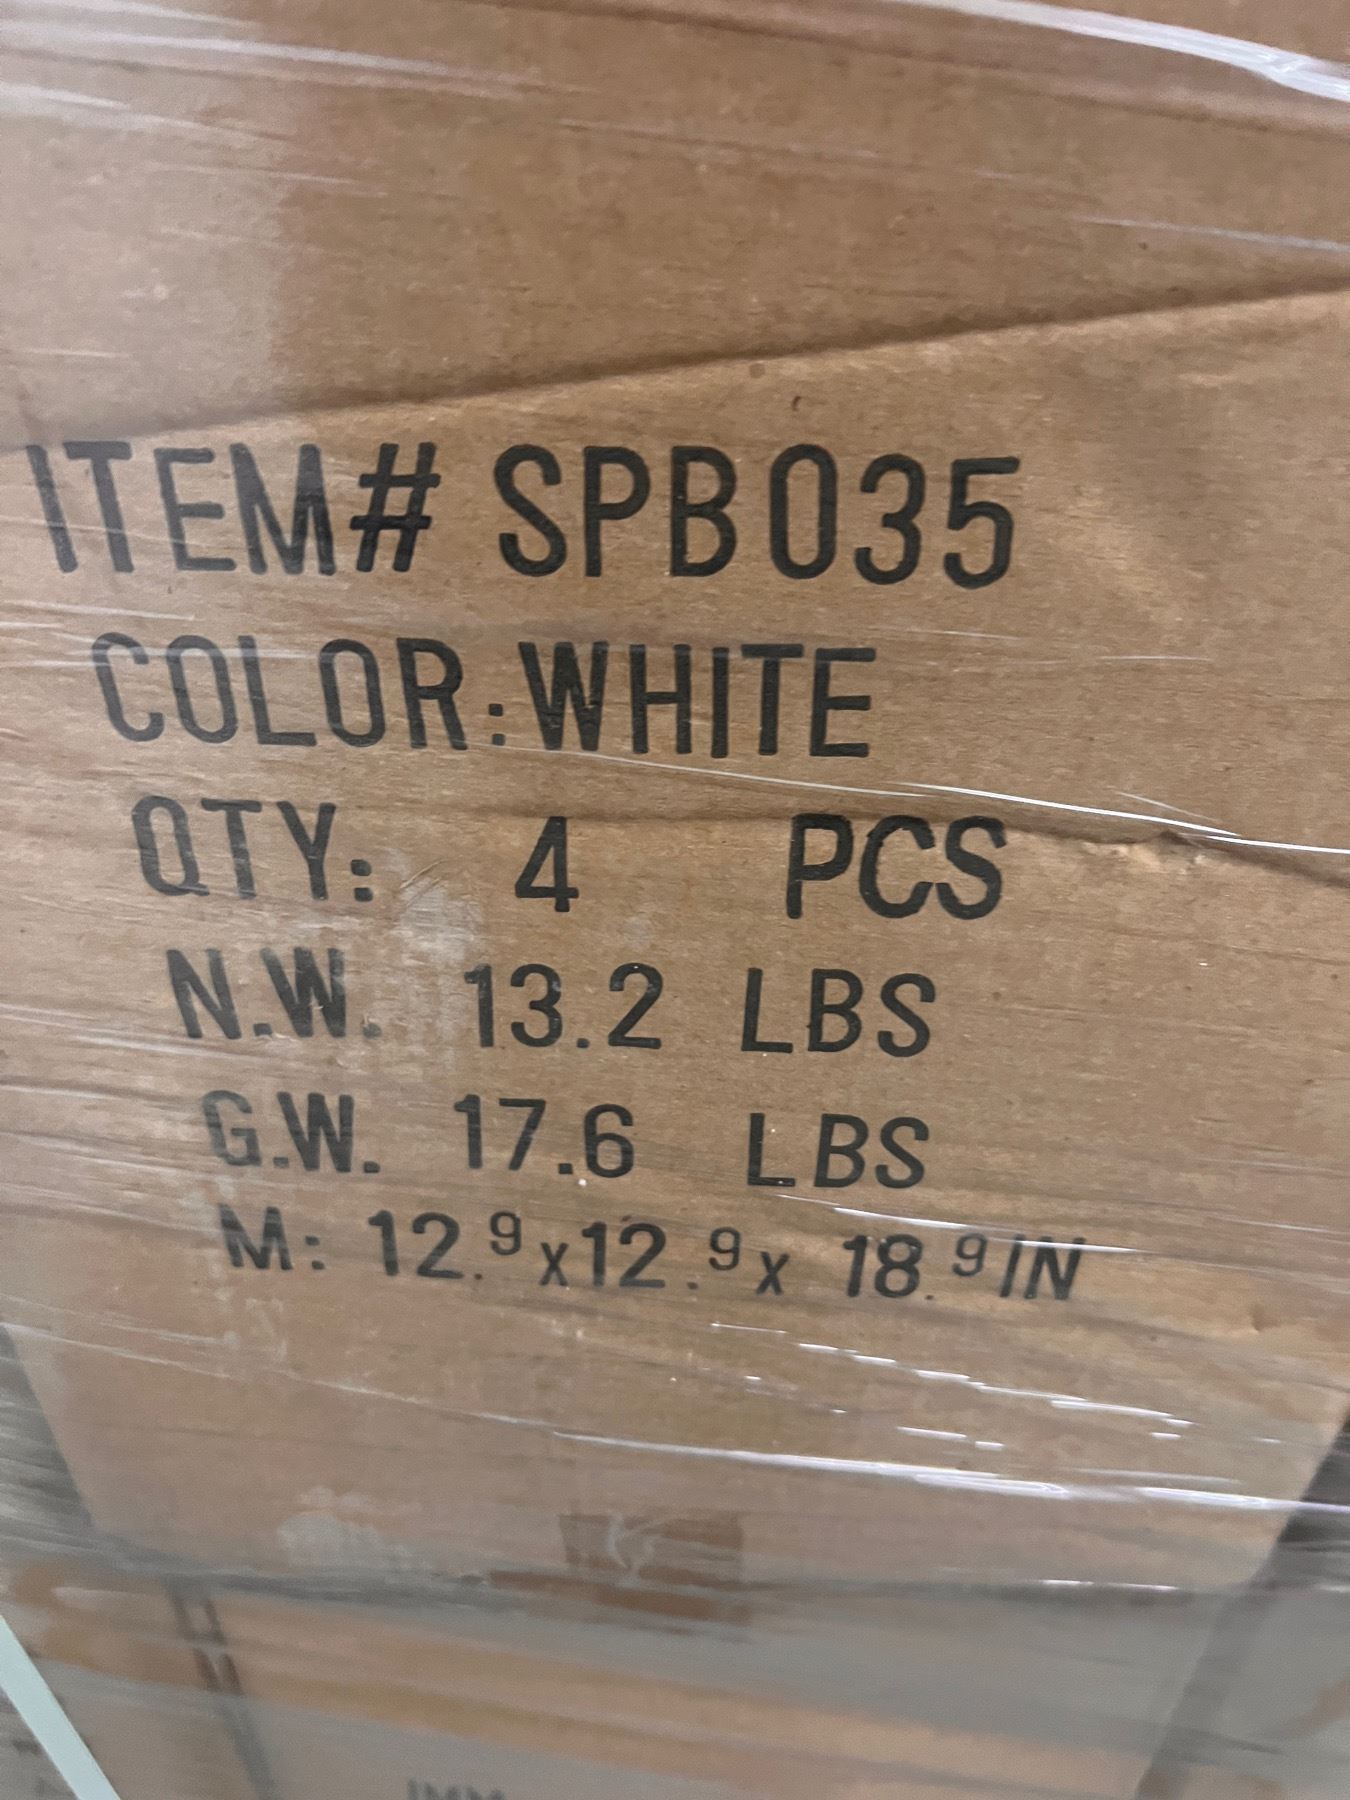 ITEM# SPB035
COLOR:WHITE
QTY: 4 PCS
N.W. 13.2 LBS
G.W. 17.6 LBS
M: 12.9x12.9x 18.9IN